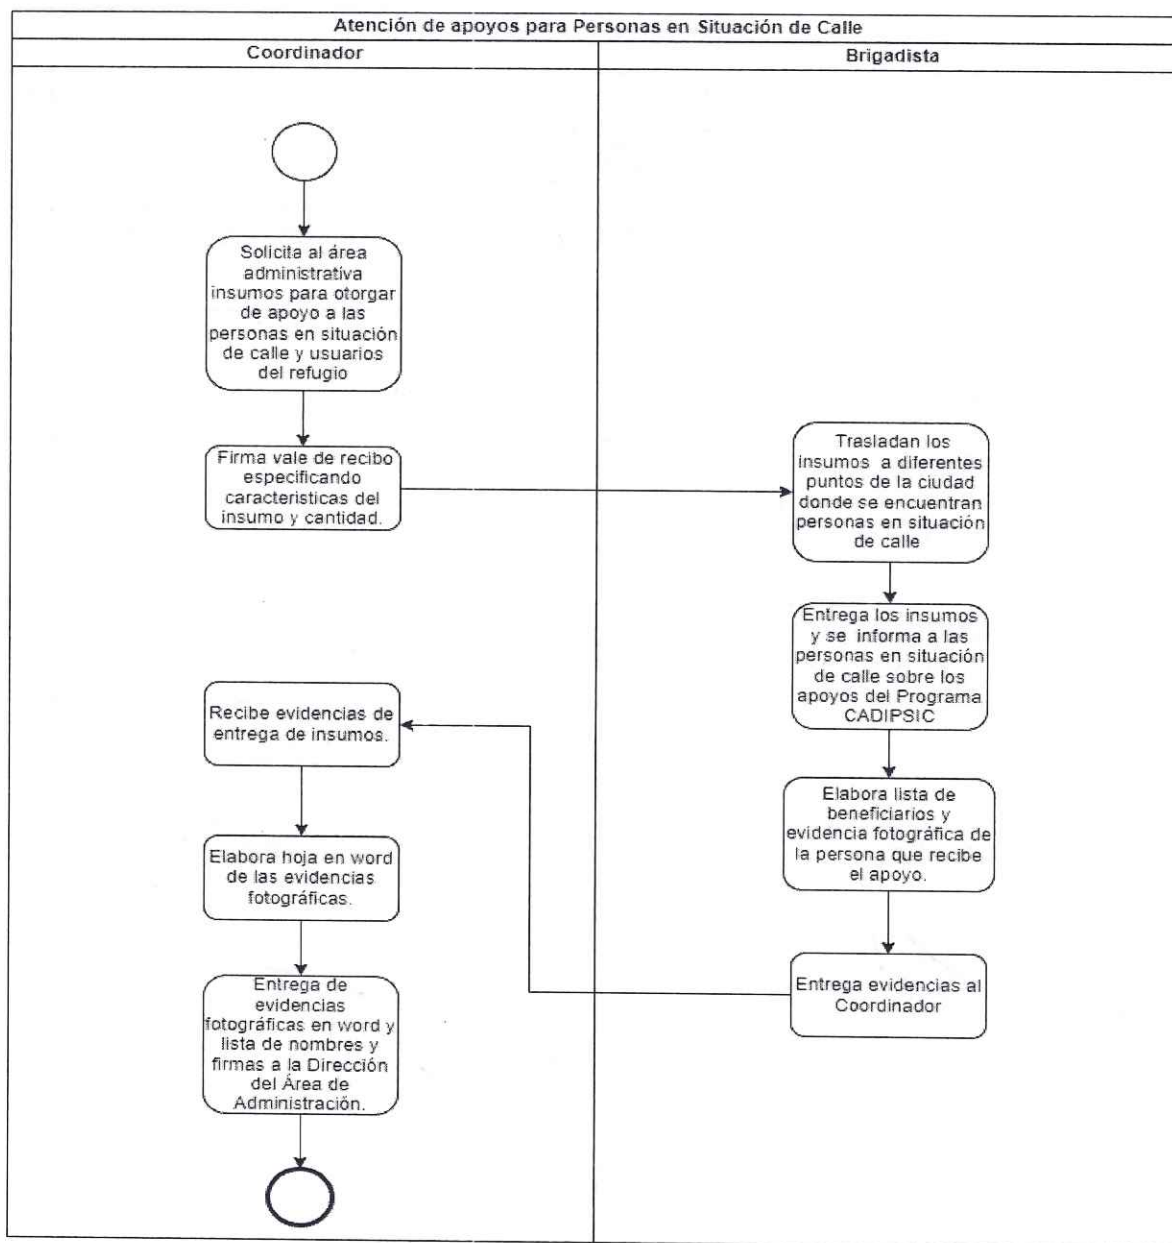 Atención de apoyos para Personas en Situación de Calle
Coordinador
Brigadista
Solicita al área
administrativa
insumos para otorgar
de apoyo a las
personas en situación
de calle y usuarios
del refugio
Firma vale de recibo
especificando
caracteristicas del
insumo y cantidad.
Trasladan los
insumos a diferentes
puntos de la ciudad
donde se encuentran
personas en situación
de calle
Entrega los insumos
y se informa a las
personas en situación
de calle sobre los
apoyos del Programa
CADIPSIC
Elabora lista de
beneficiarios y
evidencia fotográfica de
la persona que recibe
el apoyo.
Entrega evidencias al
Coordinador
Recibe evidencias de
entrega de insumos.
Elabora hoja en word
de las evidencias
fotográficas.
Entrega de
evidencias
fotográficas en word y
lista de nombres y
firmas a la Dirección
del Área de
Administración.